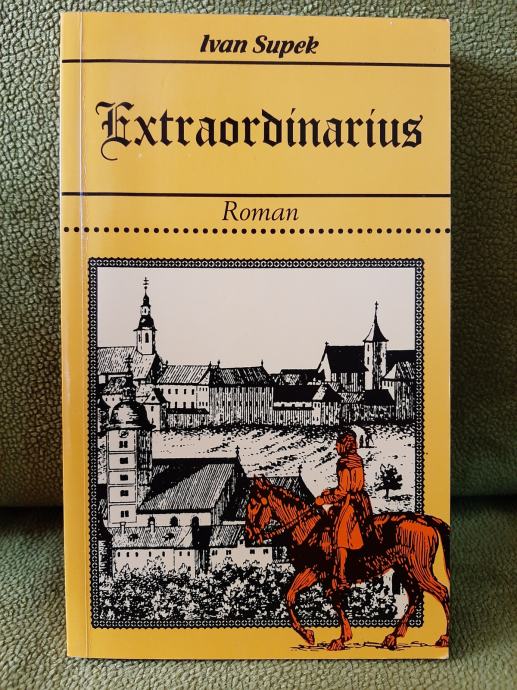 Ivan Supek
Extraordinarius
Roman